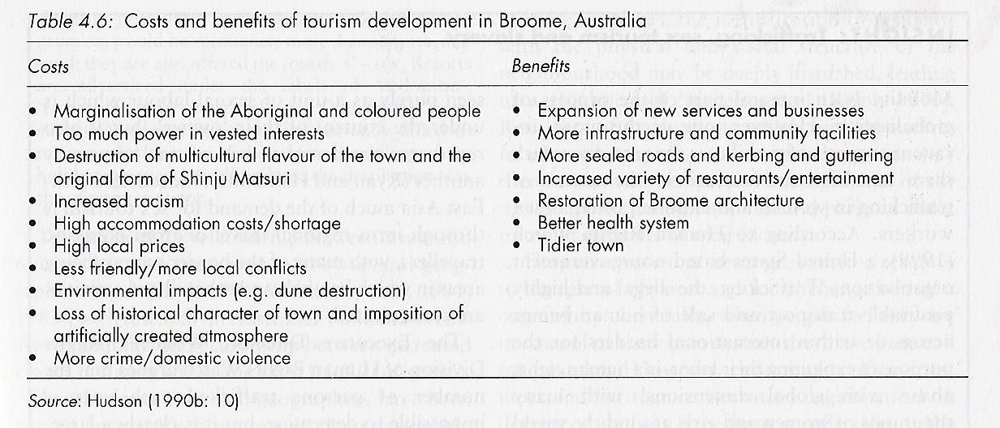 Table 4.6: Costs and benefits of tourism development in Broome, Australia
Costs
• Marginalisation of the Aboriginal and coloured people
• Too much power in vested interests
• Destruction of multicultural flavour of the town and the
original form of Shinju Matsuri
• Increased racism
• High accommodation costs/shortage
• High local prices
• Less friendly/more racial conflicts
• Environmental impacts (e.g. dune destruction)
• Loss of historical character of town and imposition of
artificially created atmosphere
• More crime/domestic violence
Benefits
• Expansion of new services and businesses
• More infrastructure and community facilities
• More sealed roads and kerbing and guttering
• Increased variety of restaurants/entertainment
• Restoration of Broome architecture
• Better health system
• Tidier town
Source: Hudson (1990b: 10)